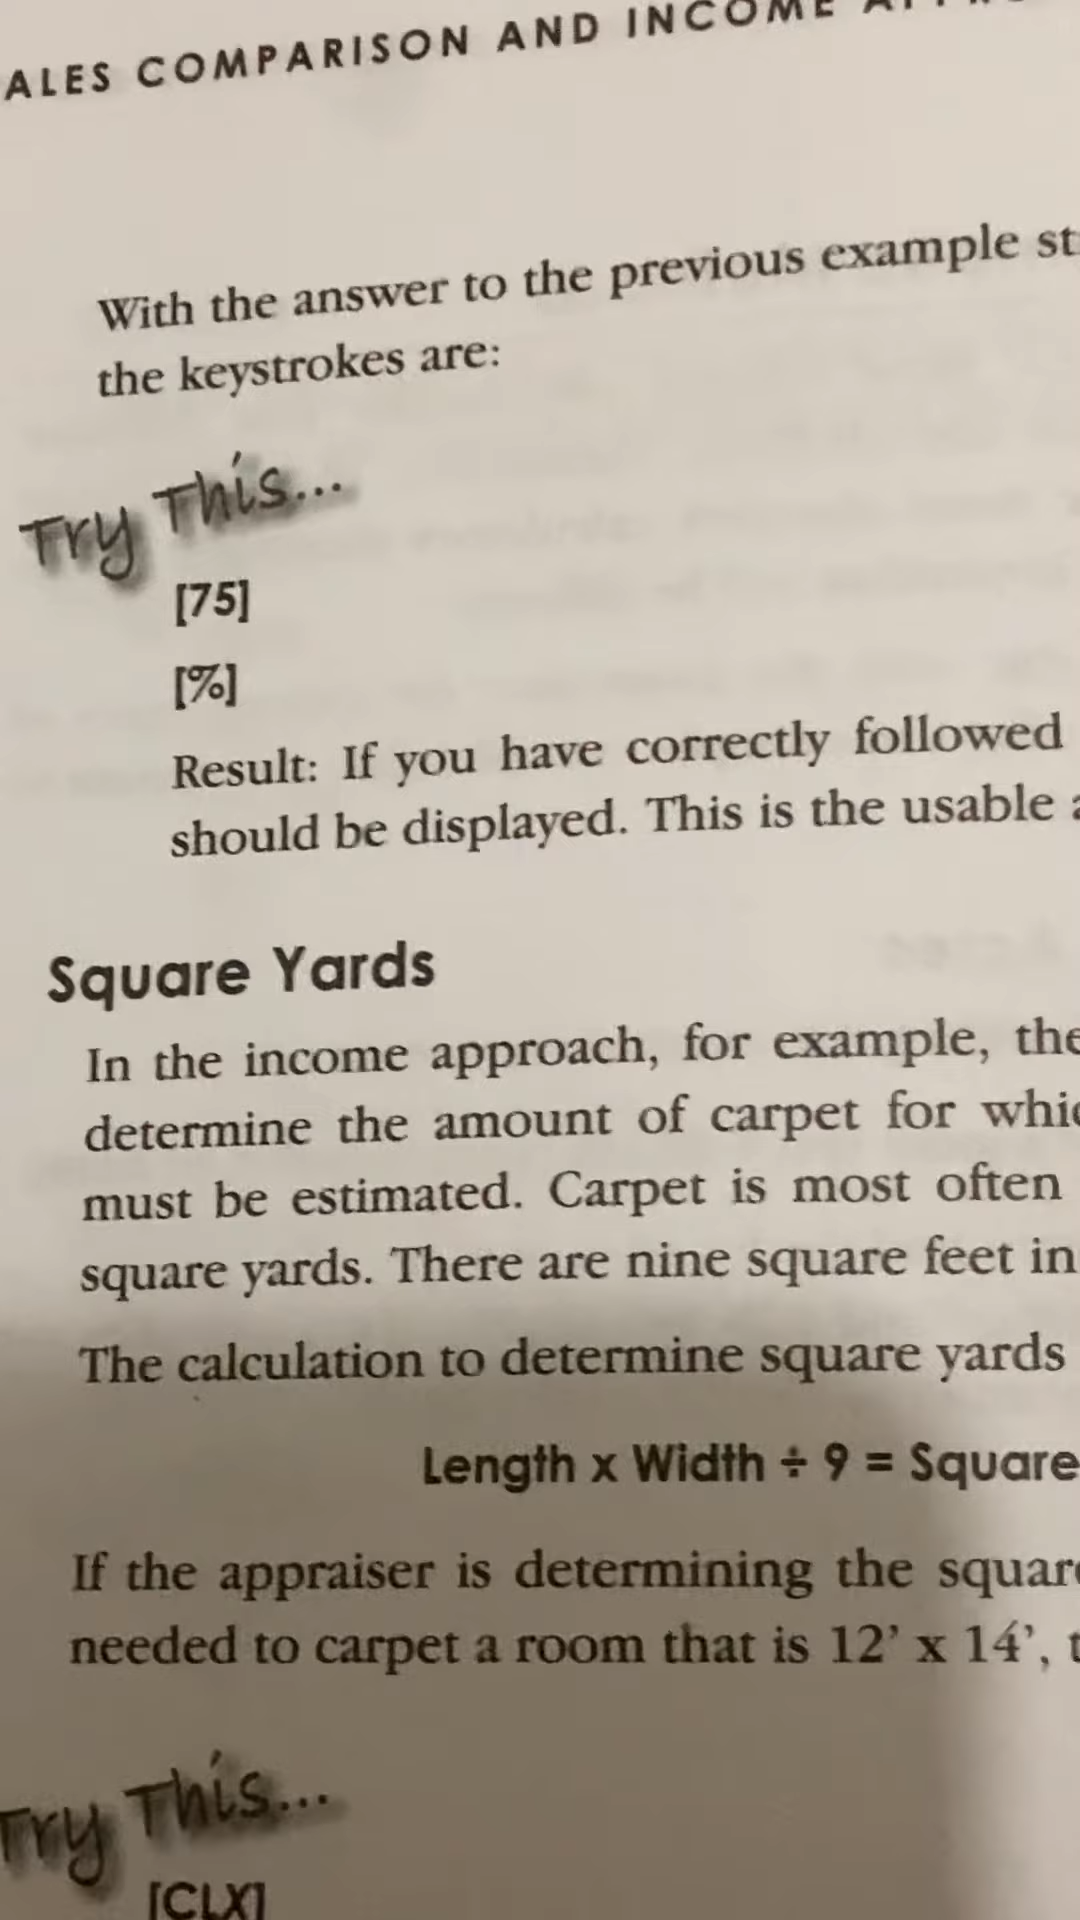 ALES COMPARISON AND INCOME
With the answer to the previous example
the keystrokes are:
Try This...
[75]
[%]
Result: If you have correctly followed
should be displayed. This is the usable
Square Yards
In the income approach, for example, the
determine the amount of carpet for
must be estimated. Carpet is most often
square yards. There are nine square feet in
The calculation to determine square yards
Length x Width ÷ 9 = Square
If the appraiser is determining the
needed to carpet a room that is 12’ x 14’,
Try This...
[CLX]